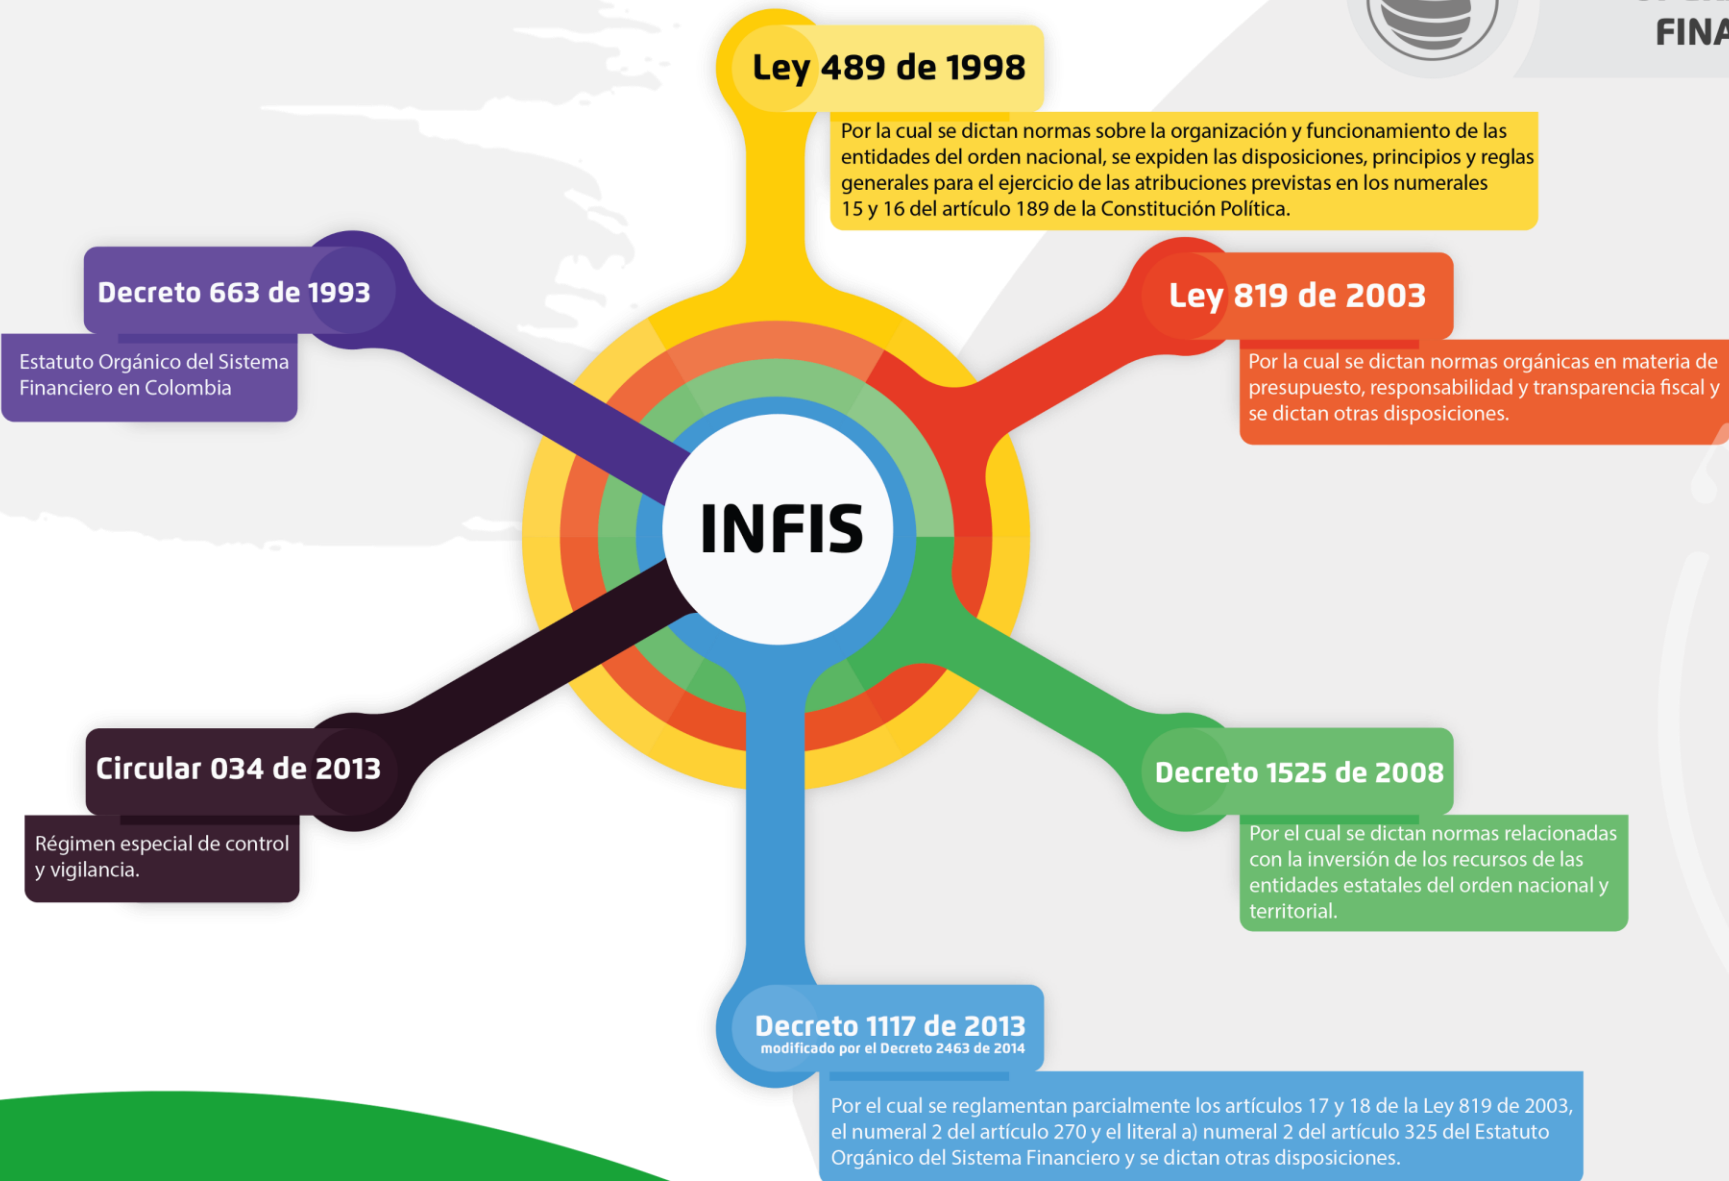 FINA
Ley 489 de 1998
Por la cual se dictan normas sobre la organización y funcionamiento de las
entidades del orden nacional, se expiden las disposiciones, principios y reglas
generales para el ejercicio de las atribuciones previstas en los numerales
15 y 16 del artículo 189 de la Constitución Política.
Decreto 663 de 1993
Estatuto Orgánico del Sistema
Financiero en Colombia
Ley 819 de 2003
Por la cual se dictan normas orgánicas en materia de
presupuesto, responsabilidad y transparencia fiscal y
se dictan otras disposiciones.
INFIS
Circular 034 de 2013
Régimen especial de control
y vigilancia.
Decreto 1525 de 2008
Por el cual se dictan normas relacionadas
con la inversión de los recursos de las
entidades estatales del orden nacional y
territorial.
Decreto 1117 de 2013
modificado por el Decreto 2463 de 2014
Por el cual se reglamentan parcialmente los artículos 17 y 18 de la Ley 819 de 2003,
el numeral 2 del artículo 270 y el literal a) numeral 2 del artículo 325 del Estatuto
Orgánico del Sistema Financiero y se dictan otras disposiciones.